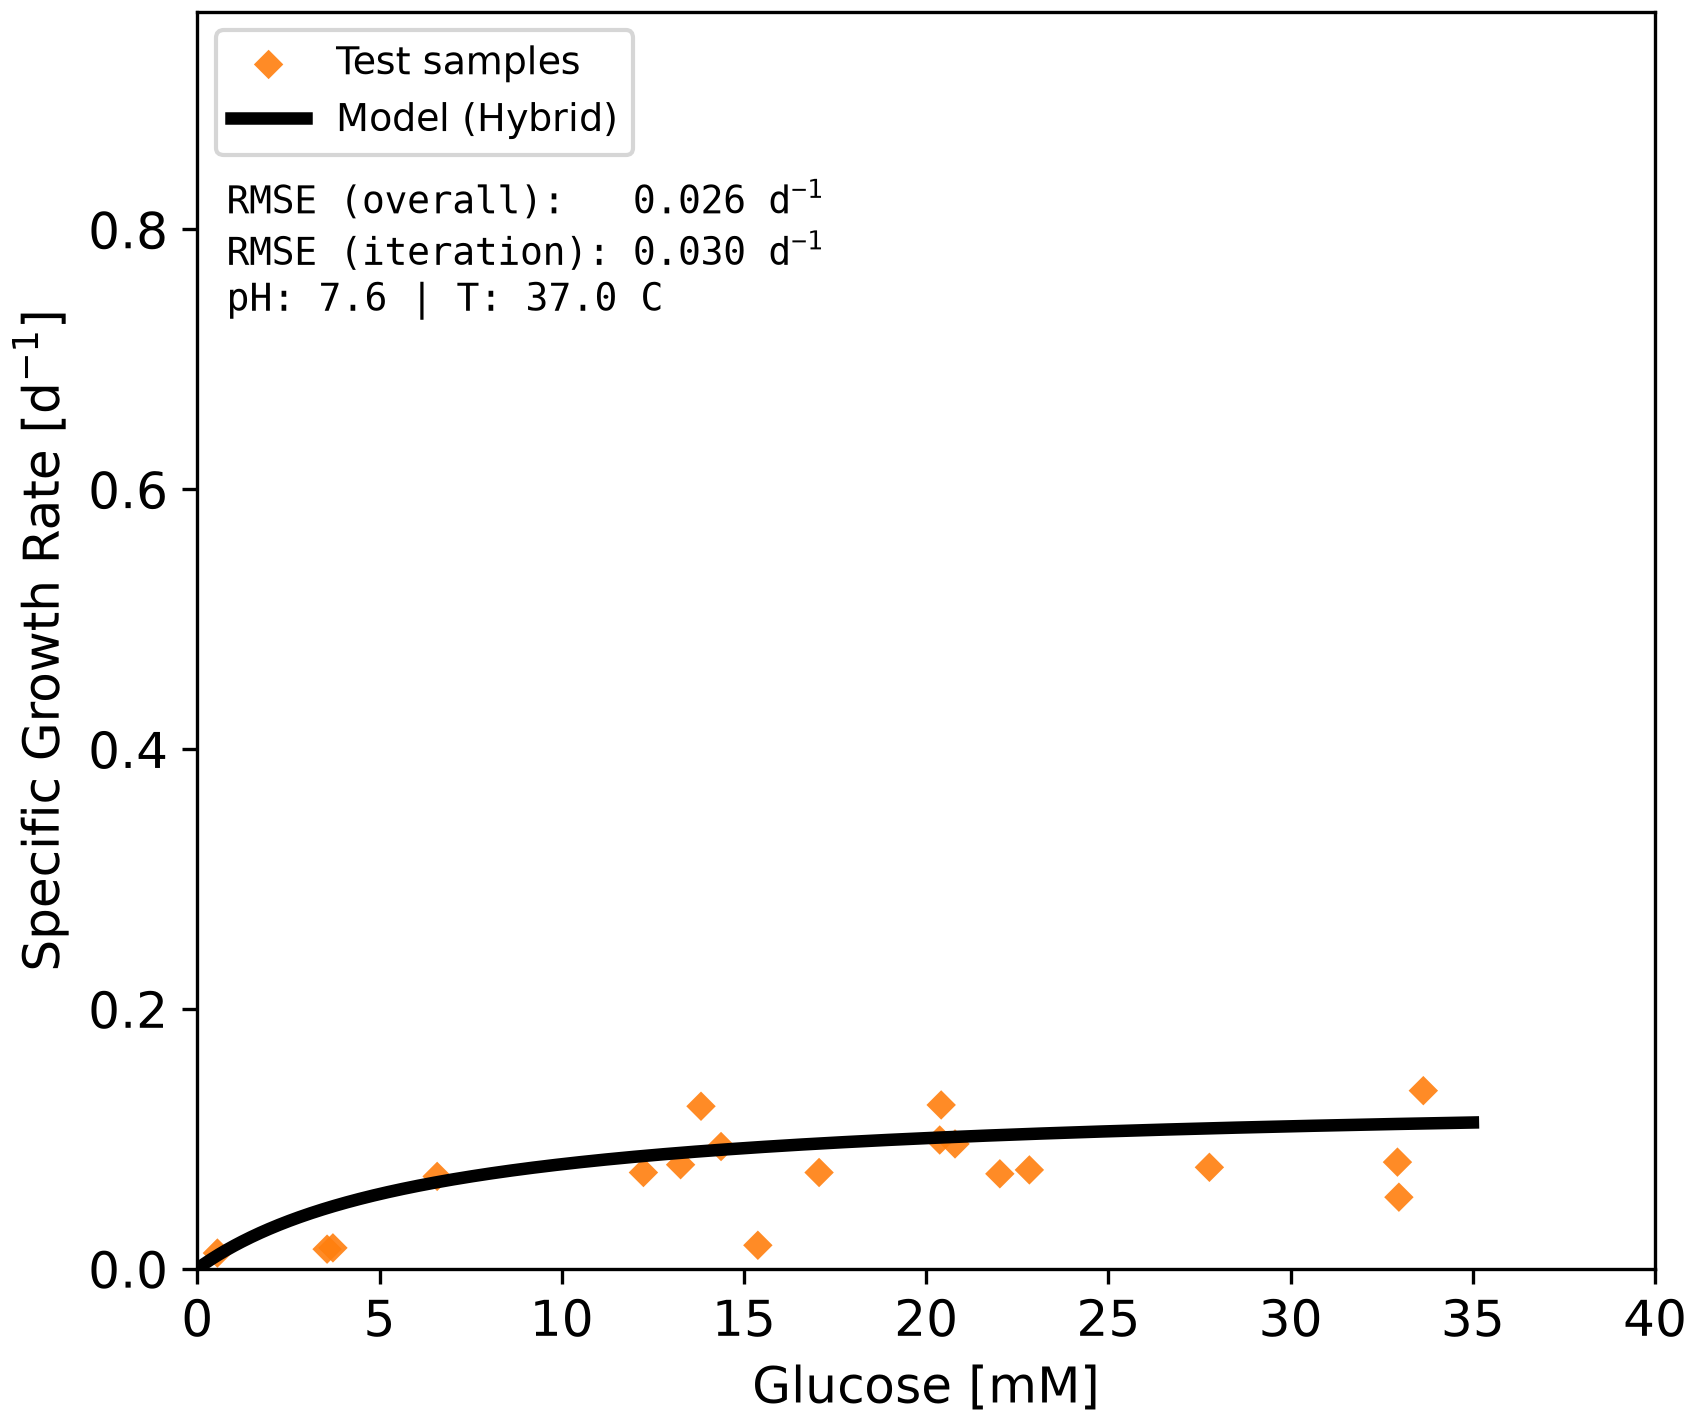 Test samples
Model (Hybrid)
RMSE (overall):   0.026 d⁻¹
RMSE (iteration): 0.030 d⁻¹
pH: 7.6 | T: 37.0 C
0.8
0.6
0.4
0.2
0.0
Specific Growth Rate [d⁻¹]
0 5 10 15 20 25 30 35 40
Glucose [mM]